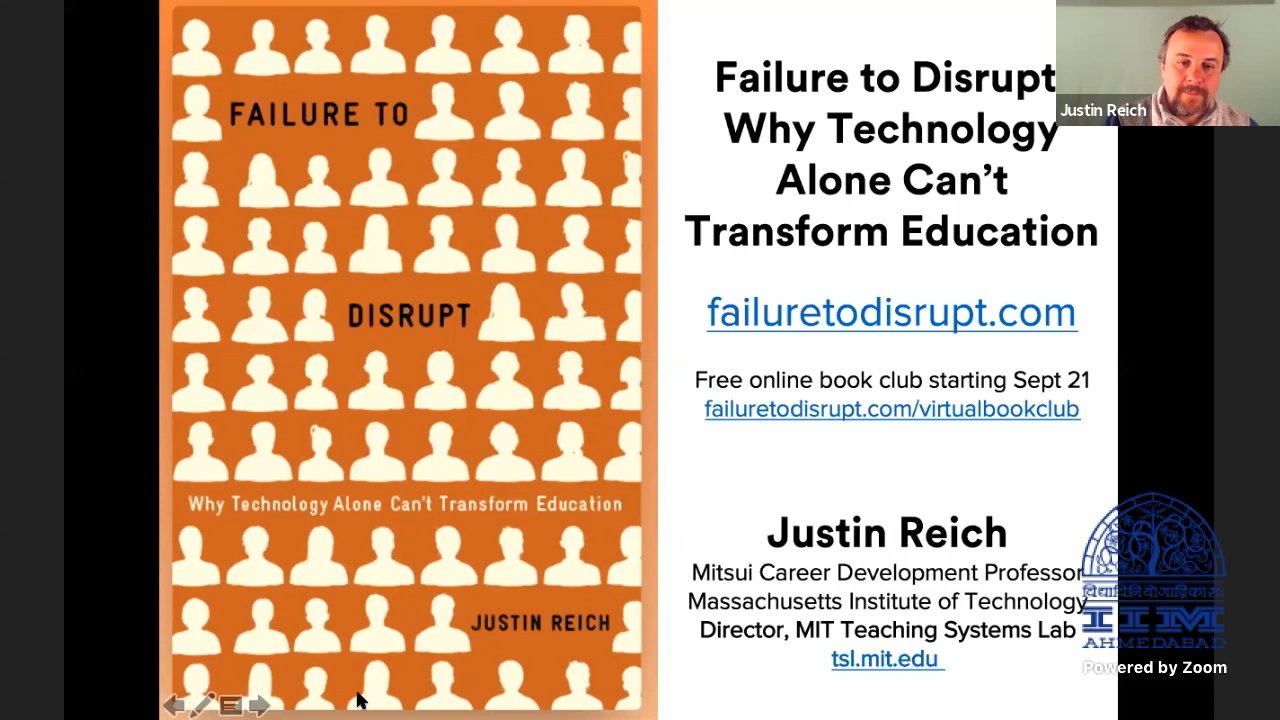 FAILURE TO
DISRUPT
Why Technology Alone Can't Transform Education
JUSTIN REICH
Failure to Disrupt
Why Technology
Alone Can’t
Transform Education
failuretodisrupt.com
Free online book club starting Sept 21
failuretodisrupt.com/virtualbookclub
Justin Reich
Mitsui Career Development Professor
Massachusetts Institute of Technology
Director, MIT Teaching Systems Lab
tsl.mit.edu
Justin Reich
IIM
AHMEDABAD
Powered by Zoom